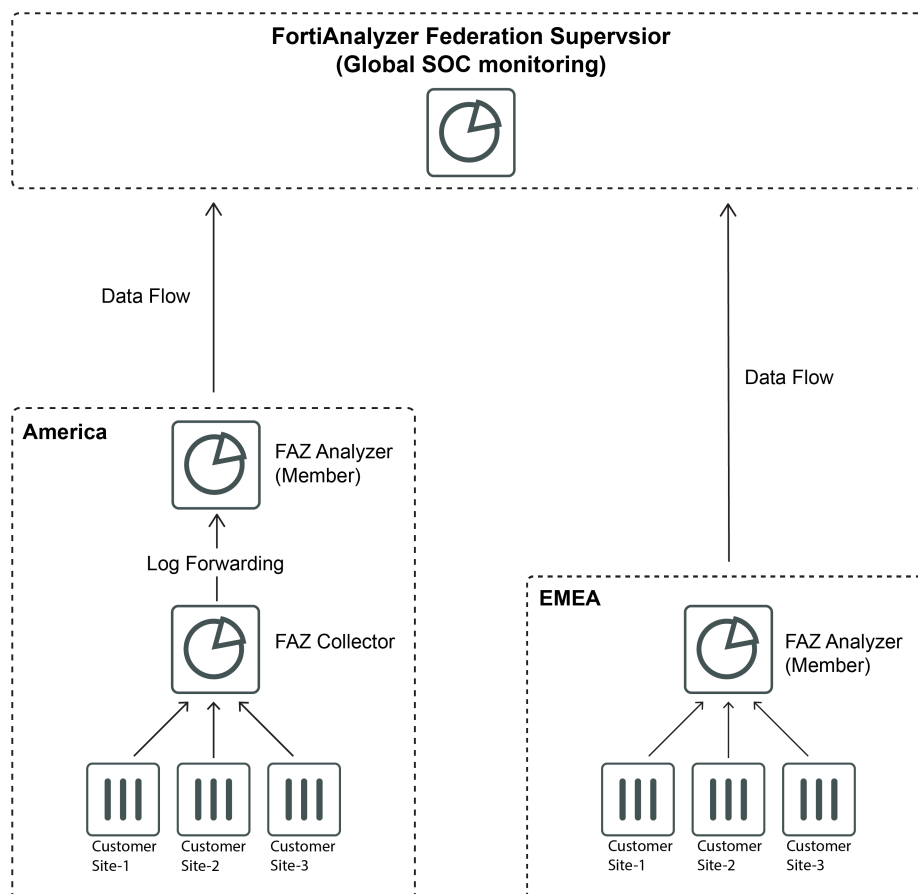 FortiAnalyzer Federation Supervsior
(Global SOC monitoring)
Data Flow
Data Flow
America
FAZ Analyzer
(Member)
Log Forwarding
FAZ Collector
Customer
Site-1
Customer
Site-2
Customer
Site-3
EMEA
FAZ Analyzer
(Member)
Customer
Site-1
Customer
Site-2
Customer
Site-3